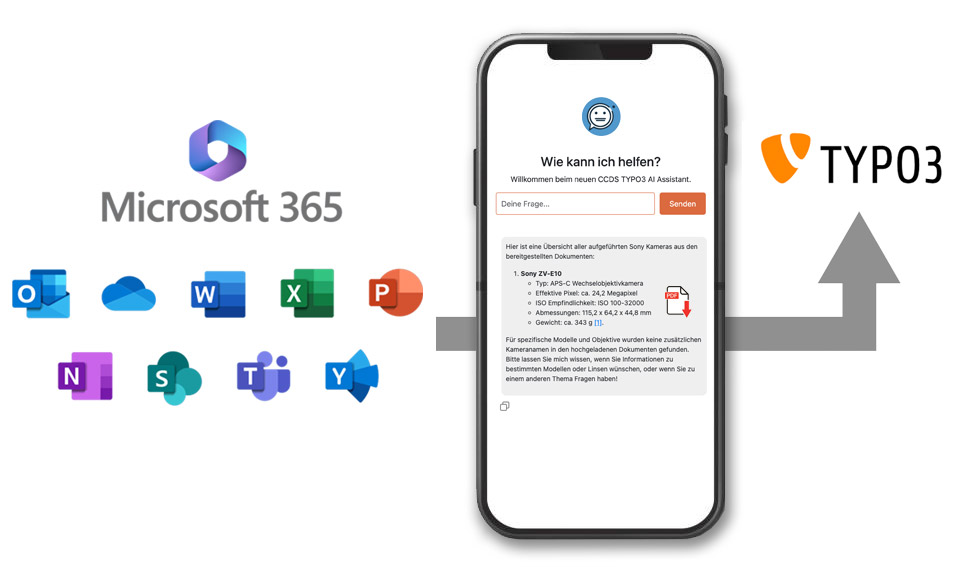 Microsoft 365
O
W
X
P
N
S
T
Y
Wie kann ich helfen?
Willkommen beim neuen CCDS TYPO3 AI Assistant.
Deine Frage...
Senden
Hier ist eine Übersicht aller aufgeführten Sony Kameras aus den
bereitgestellten Dokumenten:
1. Sony ZV-E10
Typ: APS-C Wechselobjektivkamera
Effektive Pixel: ca. 24,2 Megapixel
ISO Empfindlichkeit: ISO 100-32000
Abmessungen: 115,2 x 64,2 x 44,8 mm
Gewicht: ca. 343 g [1].
PDF
Für spezifische Modelle und Objektive wurden keine zusätzlichen
Kameranamen in den hochgeladenen Dokumenten gefunden.
Bitte lassen Sie mich wissen, wenn Sie Informationen zu
bestimmten Modellen oder Linsen wünschen, oder wenn Sie zu
einem anderen Thema Fragen haben!
TYPO3